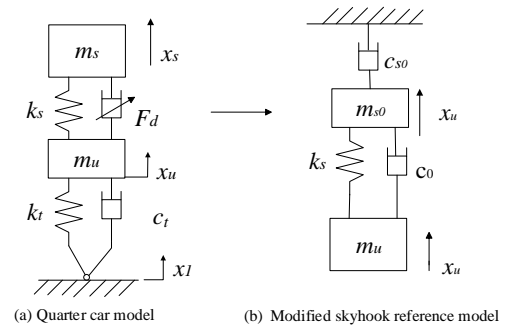 ms
xs
ks
Fd
mu
xu
kt
ct
x1
(a) Quarter car model
cs0
ms0
xu
ks
c0
mu
xu
(b) Modified skyhook reference model